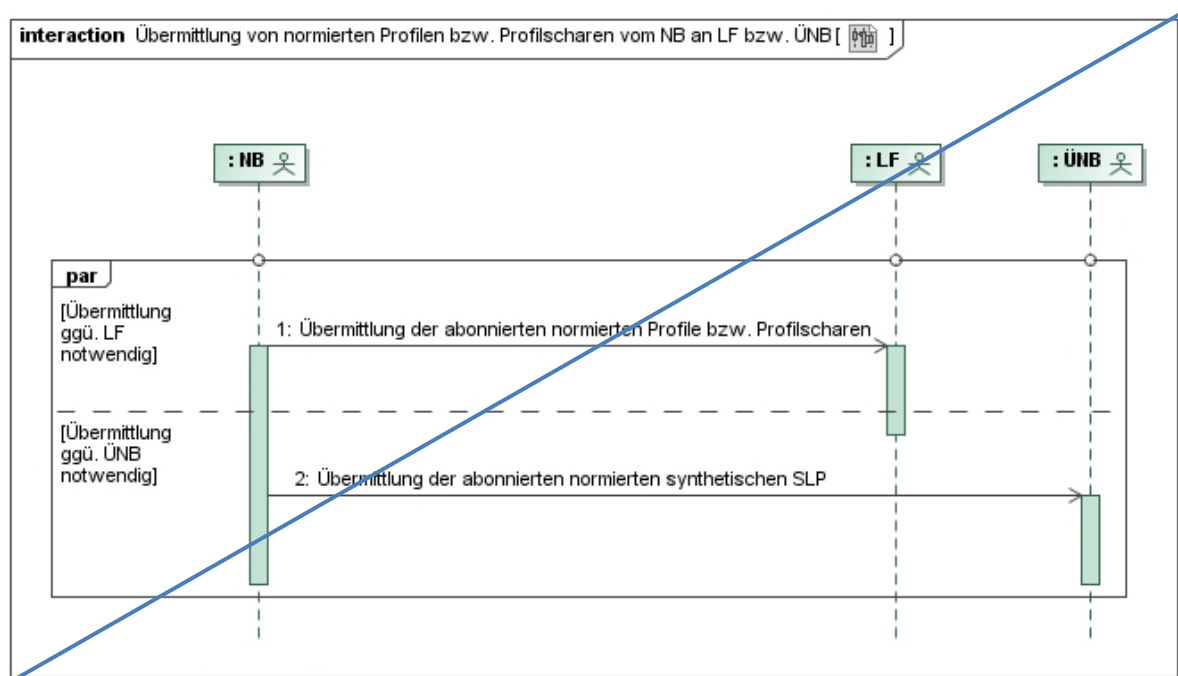 interaction Übermittlung von normierten Profilen bzw. Profilscharen vom NB an LF bzw. ÜNB[ ]
: NB
: LF
: ÜNB
par
[Übermittlung
ggü. LF
notwendig]
1: Übermittlung der abonnierten normierten Profile bzw. Profilscharen
[Übermittlung
ggü. ÜNB
notwendig]
2: Übermittlung der abonnierten normierten synthetischen SLP